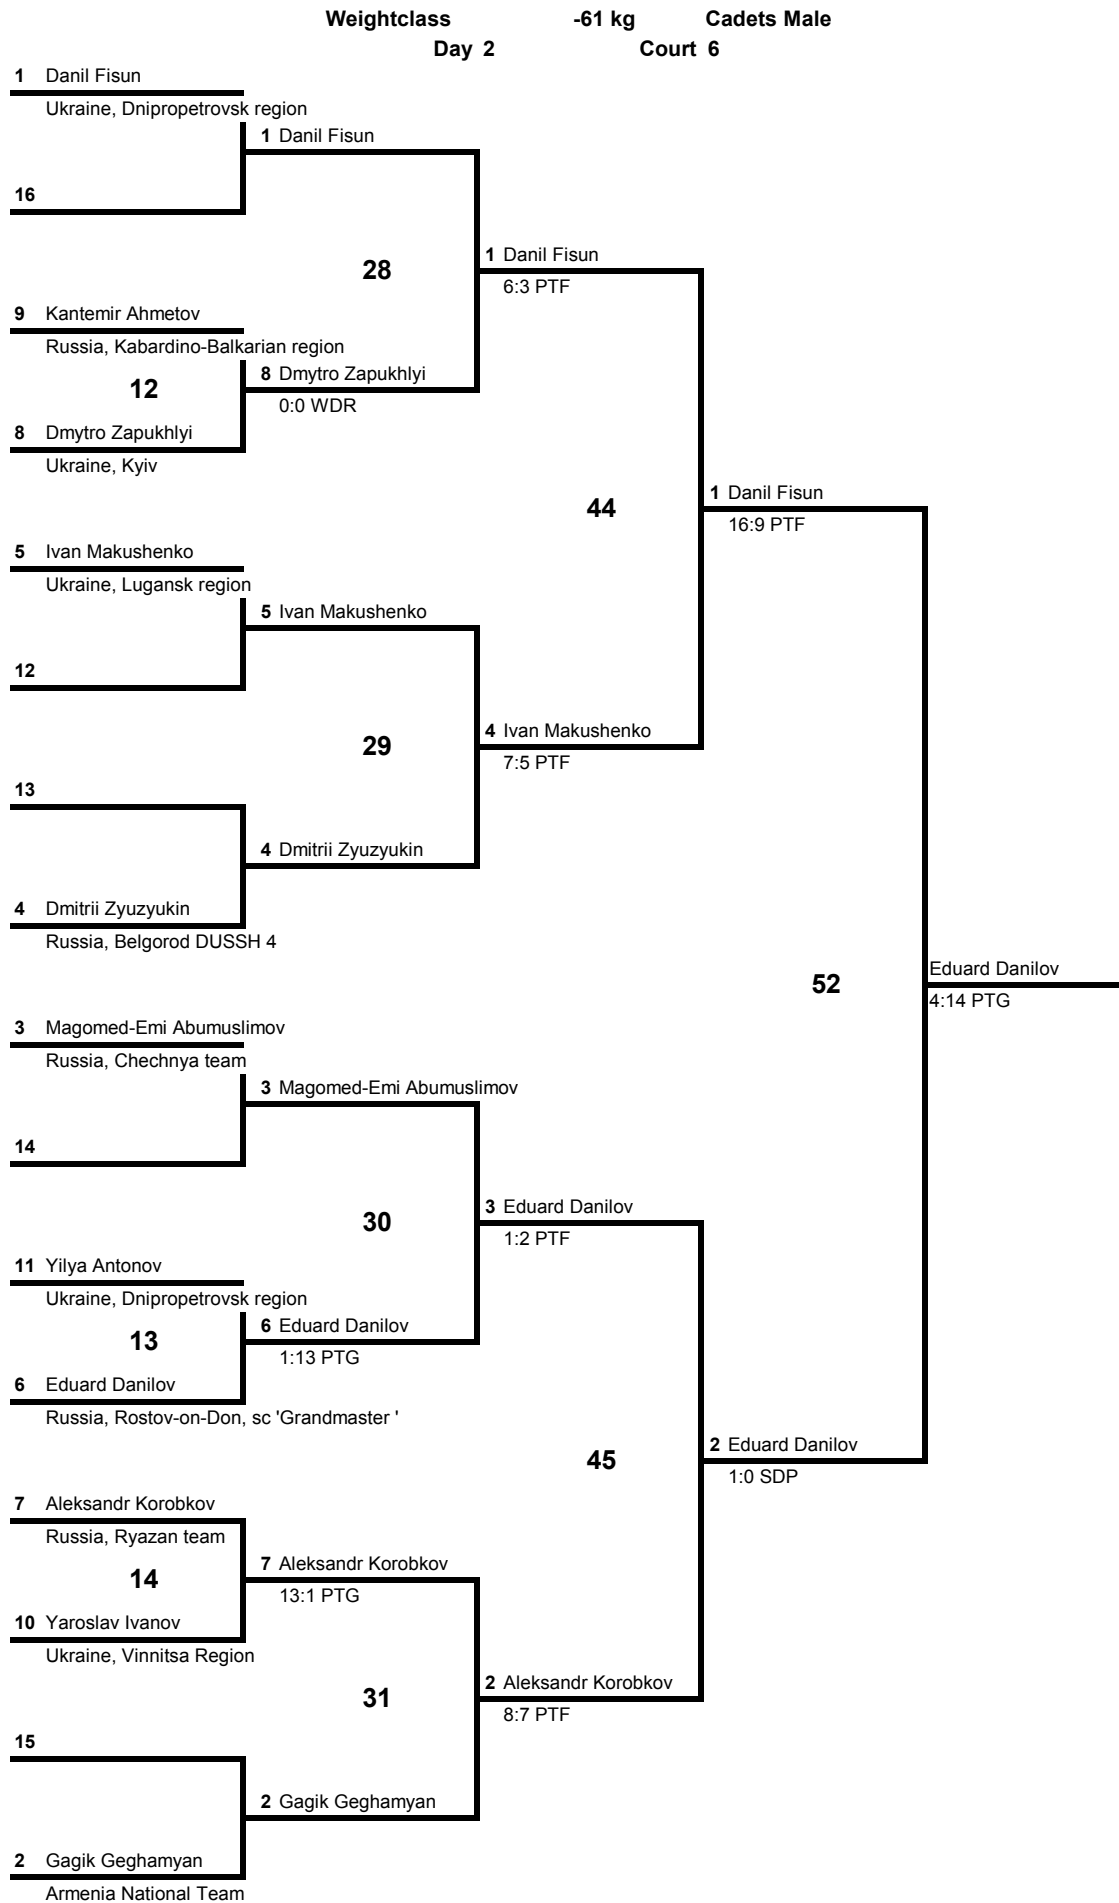 Weightclass -61 kg Cadets Male
Day 2 Court 6
1 Danil Fisun
Ukraine, Dnipropetrovsk region
1 Danil Fisun
16
28
1 Danil Fisun
6:3 PTF
9 Kantemir Ahmetov
Russia, Kabardino-Balkarian region
12
8 Dmytro Zapukhlyi
0:0 WDR
8 Dmytro Zapukhlyi
Ukraine, Kyiv
44
1 Danil Fisun
16:9 PTF
5 Ivan Makushenko
Ukraine, Lugansk region
5 Ivan Makushenko
12
29
4 Ivan Makushenko
7:5 PTF
13
4 Dmitrii Zyuzyukin
4 Dmitrii Zyuzyukin
Russia, Belgorod DUSSH 4
52
Eduard Danilov
4:14 PTG
3 Magomed-Emi Abumuslimov
Russia, Chechnya team
3 Magomed-Emi Abumuslimov
14
30
3 Eduard Danilov
1:2 PTF
11 Yilya Antonov
Ukraine, Dnipropetrovsk region
13
6 Eduard Danilov
1:13 PTG
6 Eduard Danilov
Russia, Rostov-on-Don, sc 'Grandmaster '
45
2 Eduard Danilov
1:0 SDP
7 Aleksandr Korobkov
Russia, Ryazan team
14
7 Aleksandr Korobkov
13:1 PTG
10 Yaroslav Ivanov
Ukraine, Vinnitsa Region
31
2 Aleksandr Korobkov
8:7 PTF
15
2 Gagik Geghamyan
2 Gagik Geghamyan
Armenia National Team